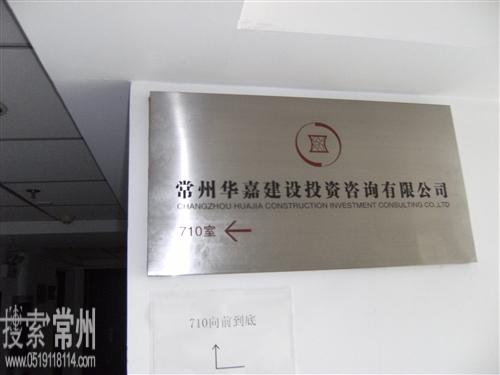 常州华嘉建设投资咨询有限公司
CHANGZHOU HUAJIA CONSTRUCTION INVESTMENT CONSULTING CO.,LTD
710室
710向前到底
搜索常州
www.0519118114.com